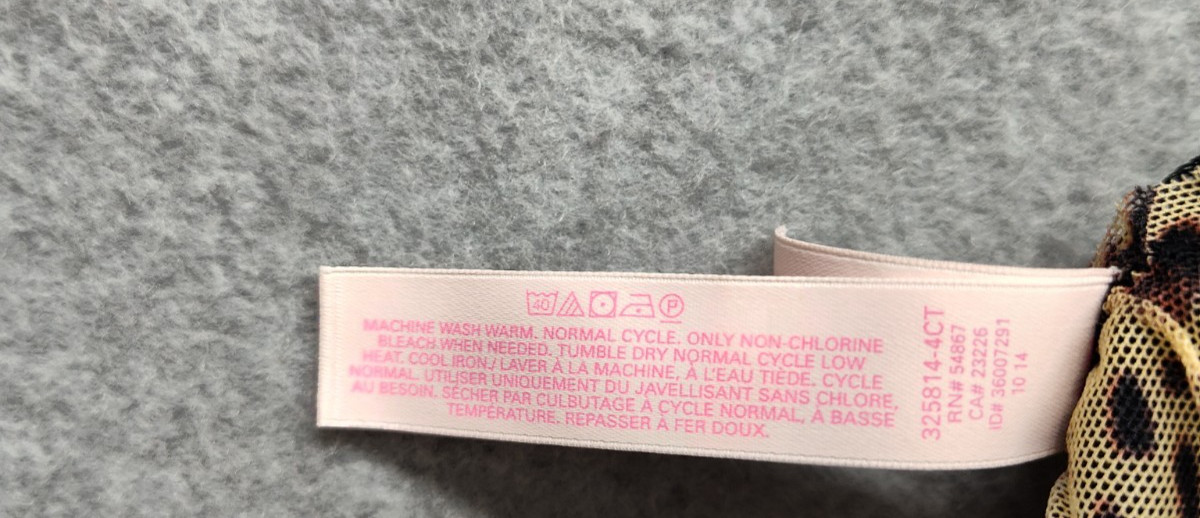 40 P
MACHINE WASH WARM. NORMAL CYCLE. ONLY NON-CHLORINE
BLEACH WHEN NEEDED. TUMBLE DRY NORMAL CYCLE LOW
HEAT. COOL IRON./ LAVER À LA MACHINE, À L'EAU TIÈDE. CYCLE
NORMAL. UTILISER UNIQUEMENT DU JAVELLISANT SANS CHLORE,
AU BESOIN. SÉCHER PAR CULBUTAGE À CYCLE NORMAL, À BASSE
TEMPÉRATURE. REPASSER À FER DOUX.
325814-4CT
RN# 54867
CA# 23226
ID# 36007291
10 14